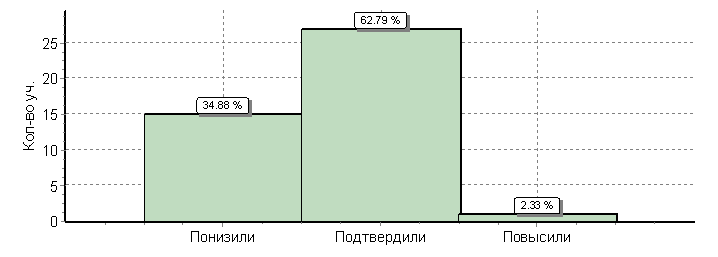 Кол-во уч.
25
20
15
10
5
0
34.88 %
62.79 %
2.33 %
Понизили
Подтвердили
Повысили